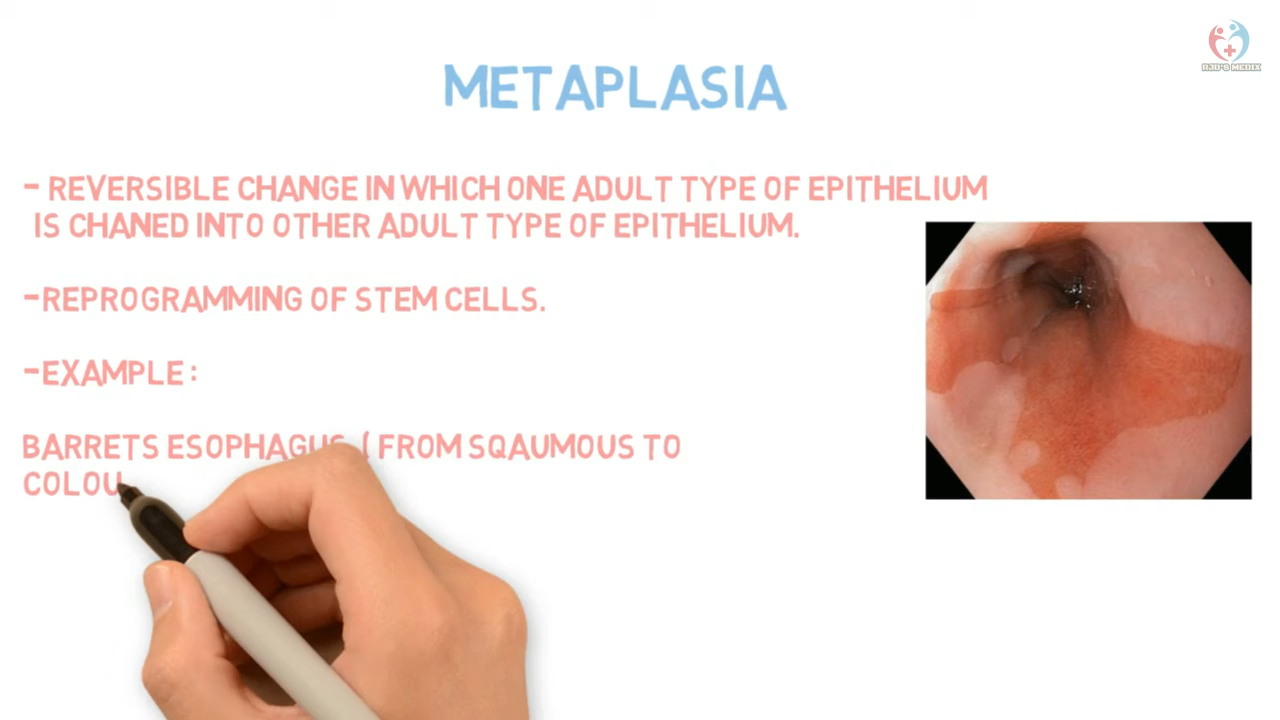 METAPLASIA
- REVERSIBLE CHANGE IN WHICH ONE ADULT TYPE OF EPITHELIUM
IS CHANED INTO OTHER ADULT TYPE OF EPITHELIUM.
-REPROGRAMMING OF STEM CELLS.
-EXAMPLE :
BARRETS ESOPHAGUS ( FROM SQAUMOUS TO
COLOU